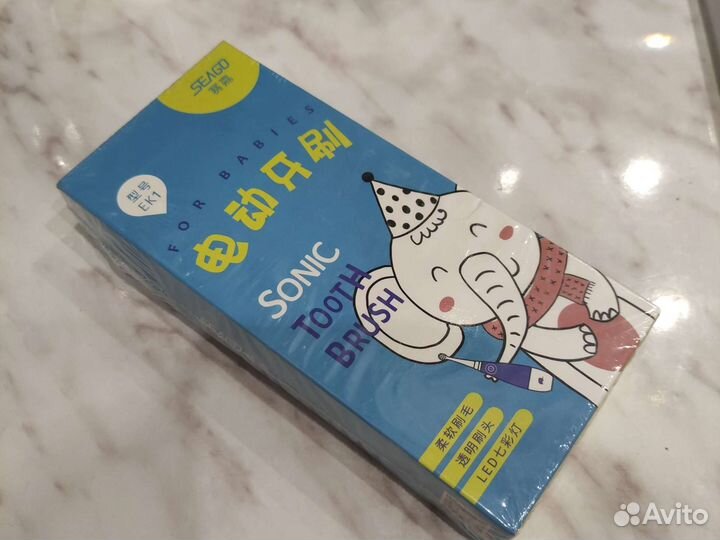 SEAGO
赛嘉
FOR BABIES
型号
EK1
电动牙刷
SONIC
TOOTH
BRUSH
柔软刷毛
透明刷头
LED七彩灯
Avito